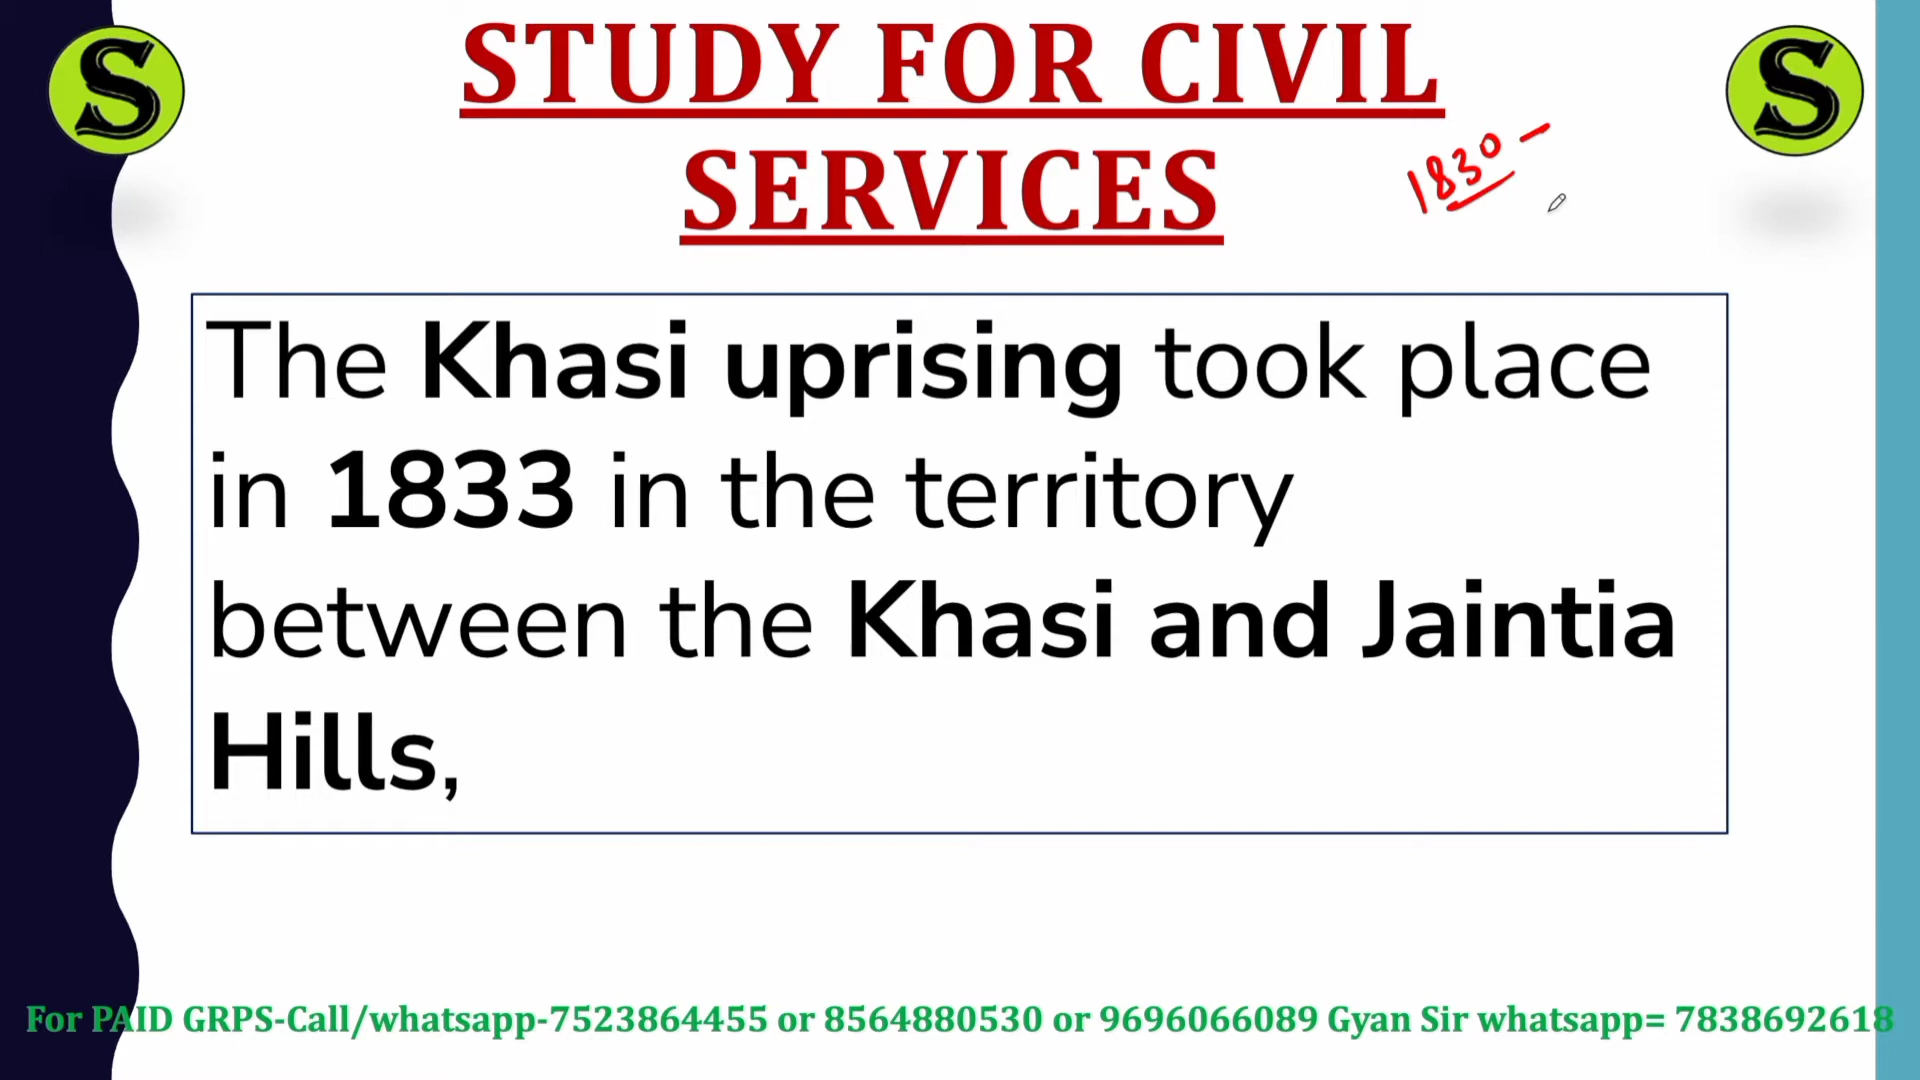 S
STUDY FOR CIVIL
S
SERVICES
1830 -
The Khasi uprising took place
in 1833 in the territory
between the Khasi and Jaintia
Hills,
For PAID GRPS-Call/whatsapp-7523864455 or 8564880530 or 9696066089 Gyan Sir whatsapp= 7838692618